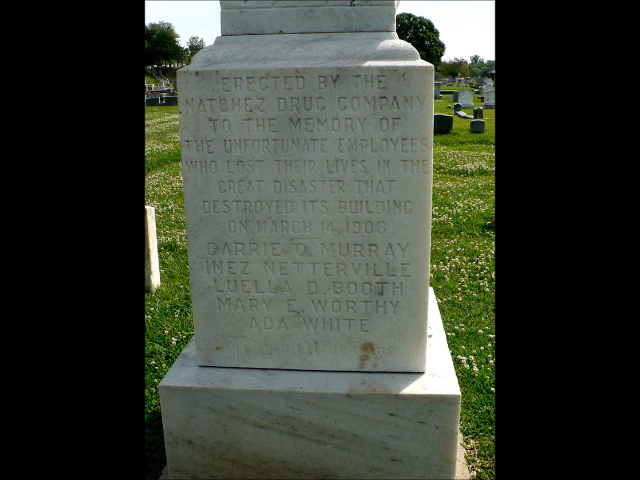 ERECTED BY THE
NATCHEZ DRUG COMPANY
TO THE MEMORY OF
THE UNFORTUNATE EMPLOYEES
WHO LOST THEIR LIVES IN THE
GREAT DISASTER THAT
DESTROYED ITS BUILDING
ON MARCH 14, 1908.
CARRIE O. MURRAY
INEZ NETTERVILLE
LUELLA D. BOOTH
MARY E. WORTHY
ADA WHITE